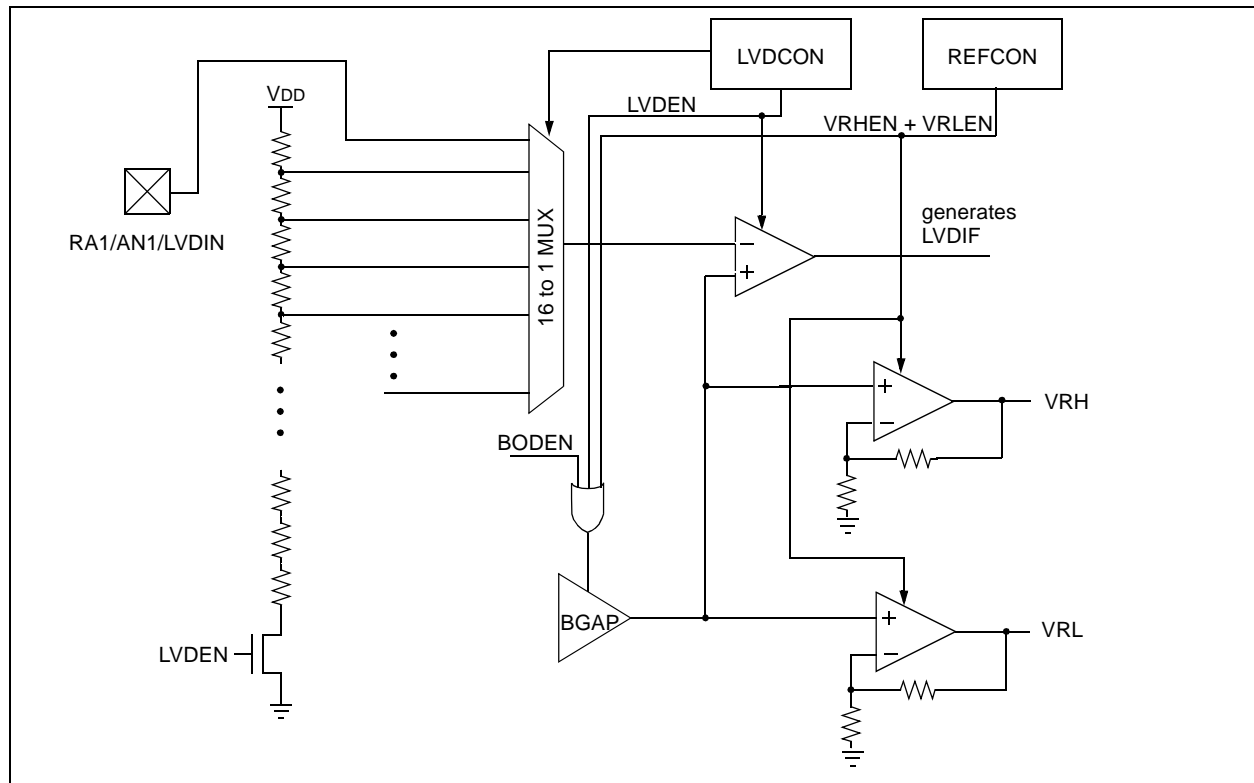 LVDCON
REFCON
VDD
LVDEN
VRHEN + VRLEN
RA1/AN1/LVDIN
16 to 1 MUX
−
+
generates
LVDIF
+
−
VRH
BODEN
BGAP
+
−
VRL
LVDEN